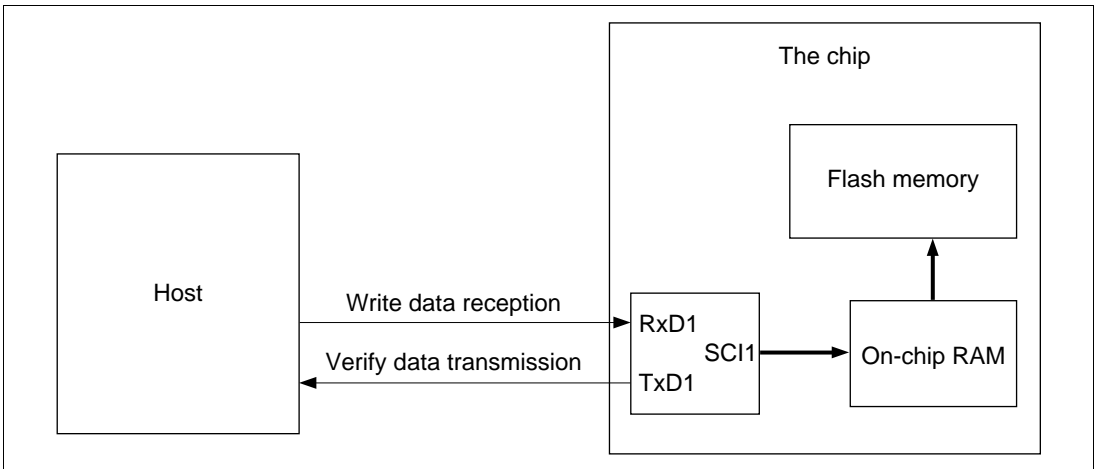 The chip
Flash memory
Host
Write data reception
RxD1
SCI1
On-chip RAM
Verify data transmission
TxD1